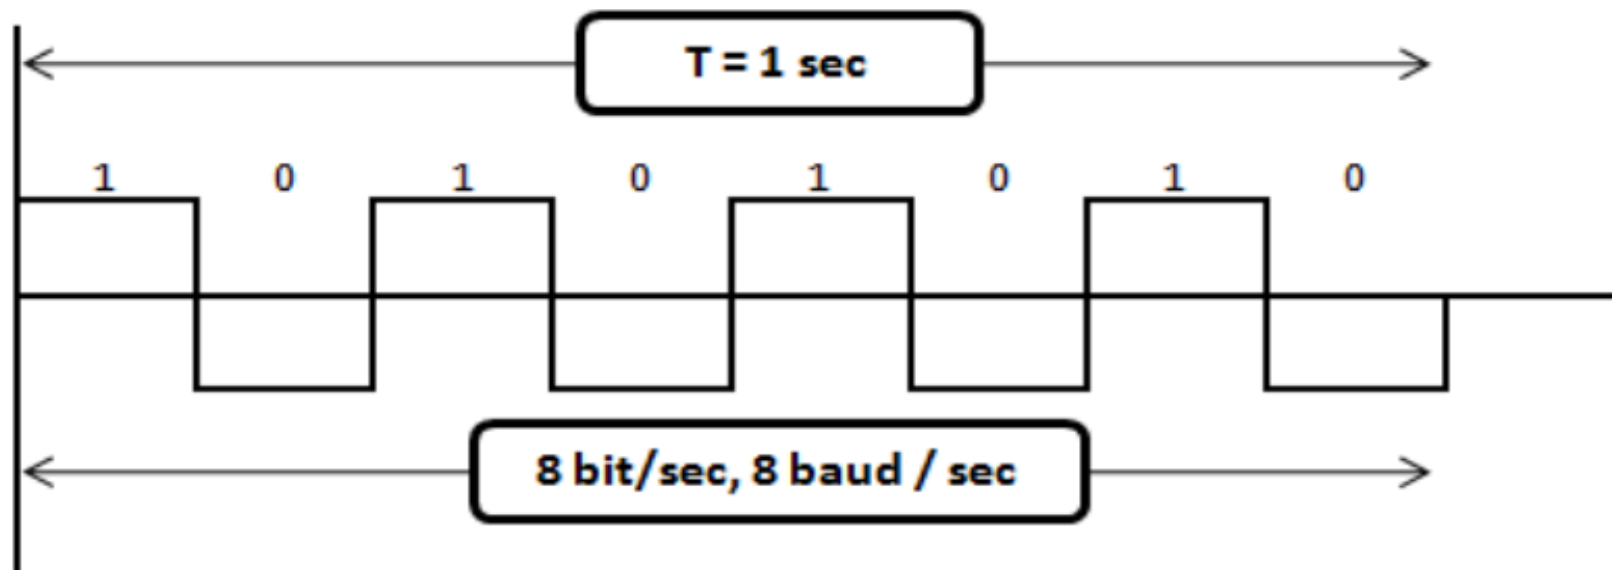 T = 1 sec
1 0 1 0 1 0 1 0
8 bit/sec, 8 baud / sec